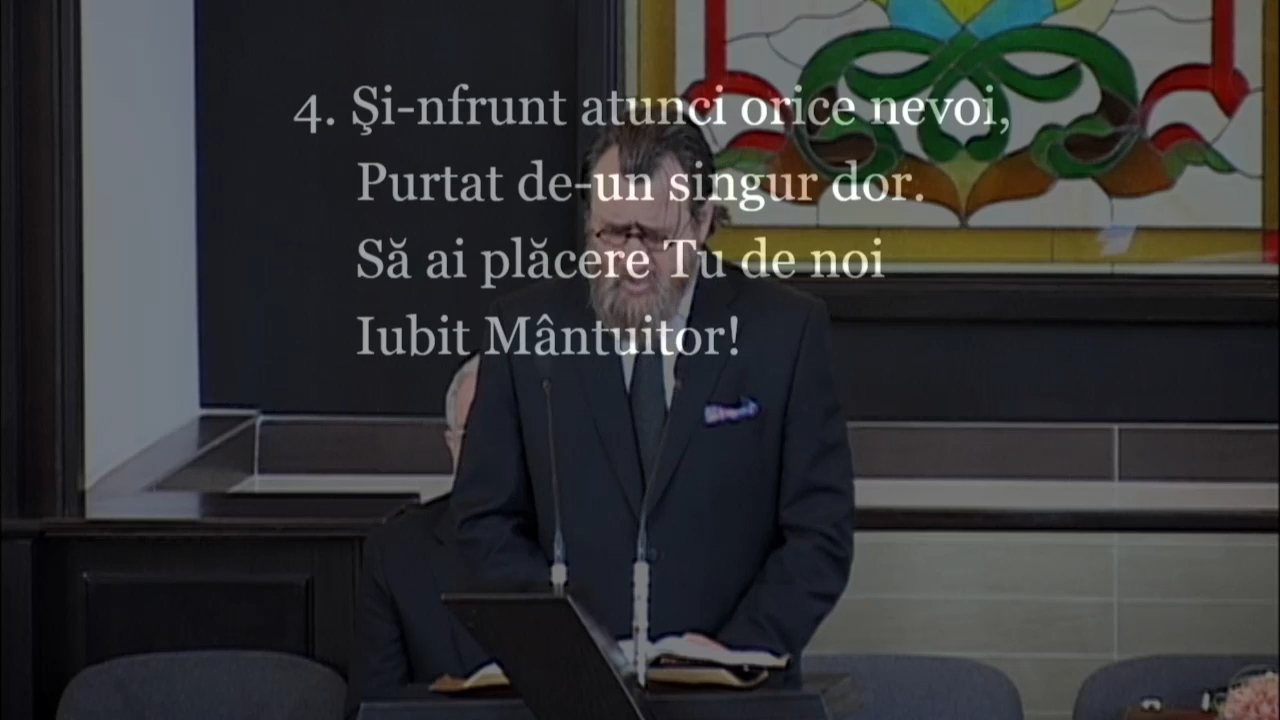 4. Şi-nfrunt atunci orice nevoi,
Purtat de-un singur dor.
Să ai plăcere Tu de noi
Iubit Mântuitor!